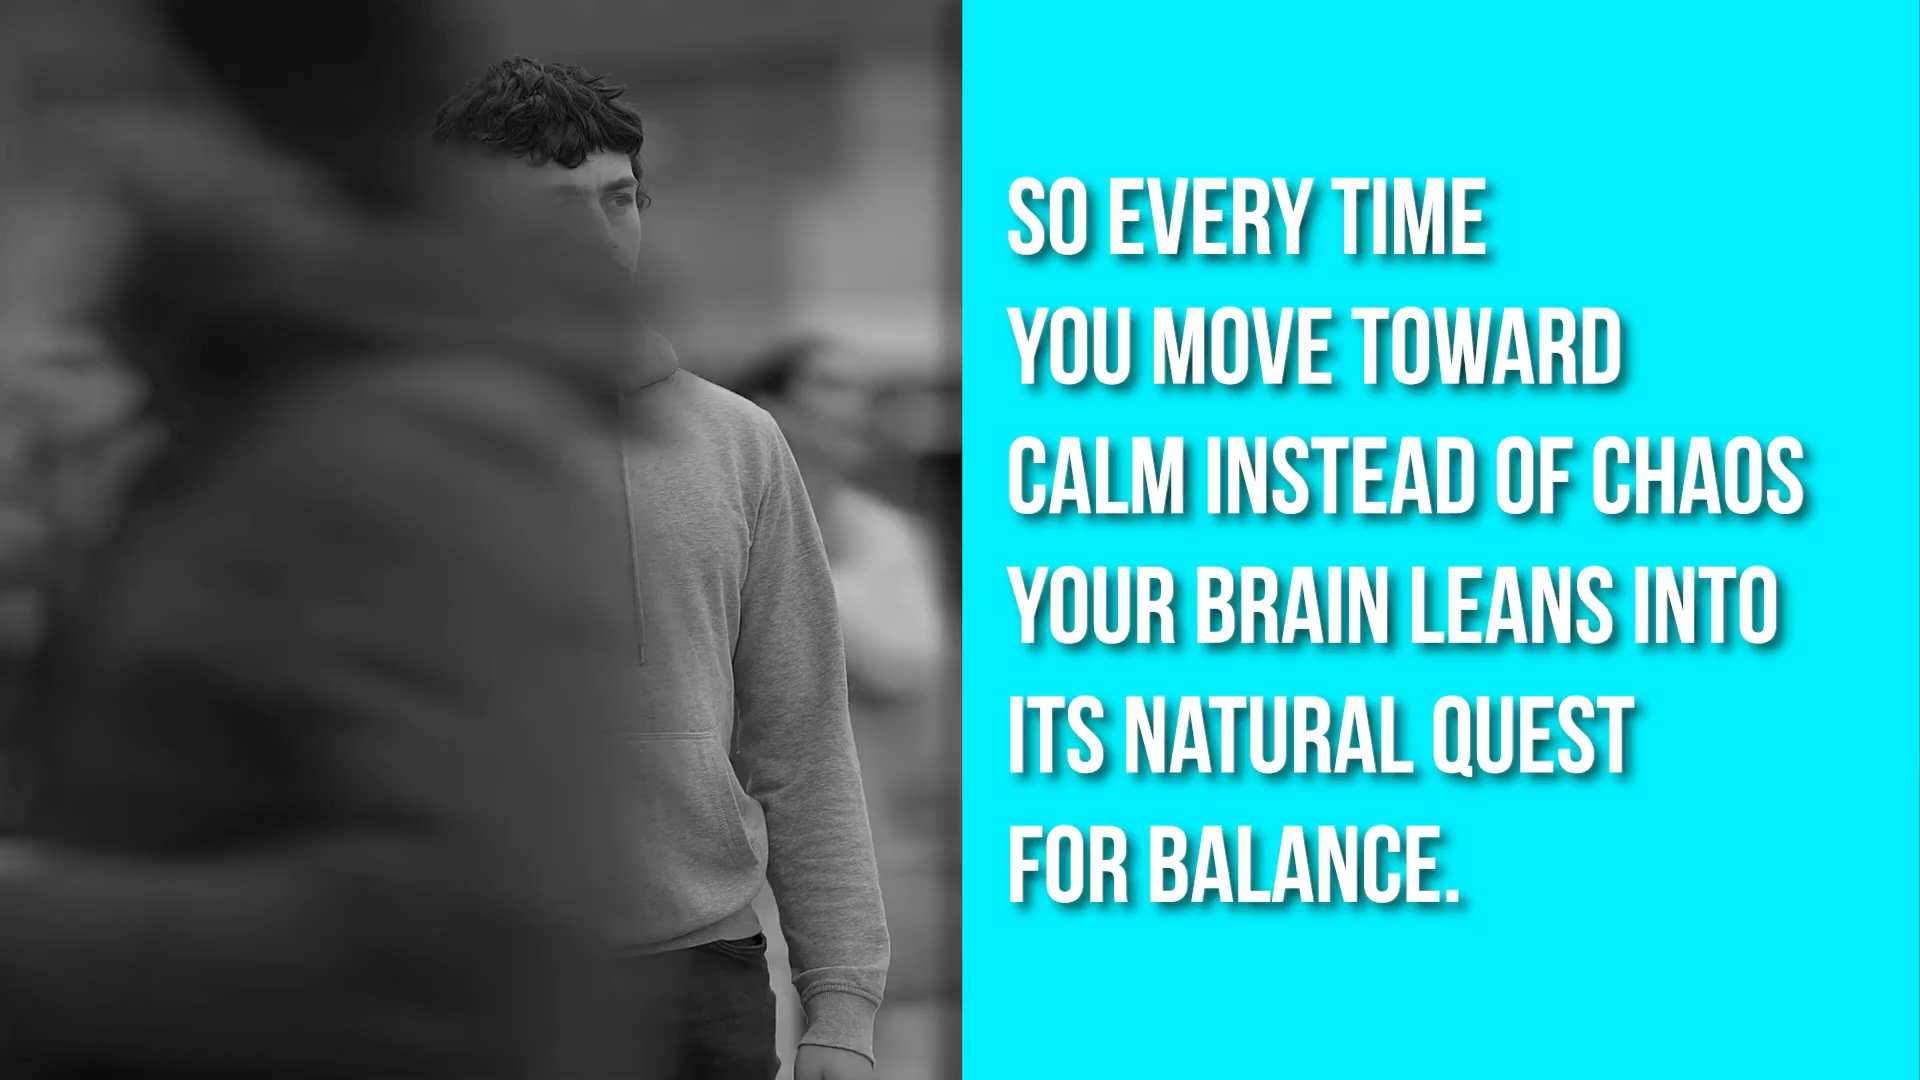 SO EVERY TIME
YOU MOVE TOWARD
CALM INSTEAD OF CHAOS
YOUR BRAIN LEANS INTO
ITS NATURAL QUEST
FOR BALANCE.